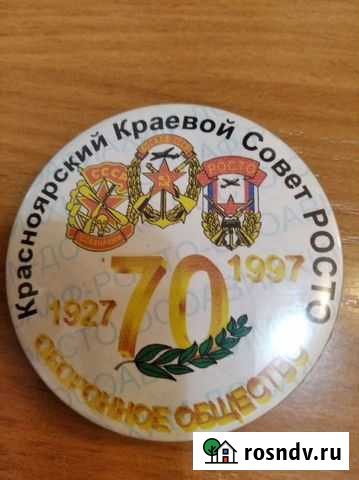 Красноярский Краевой Совет РОСТО
СССР
РОСТО
1927 70 1997
ОБОРОННОЕ ОБЩЕСТВО
rosndv.ru